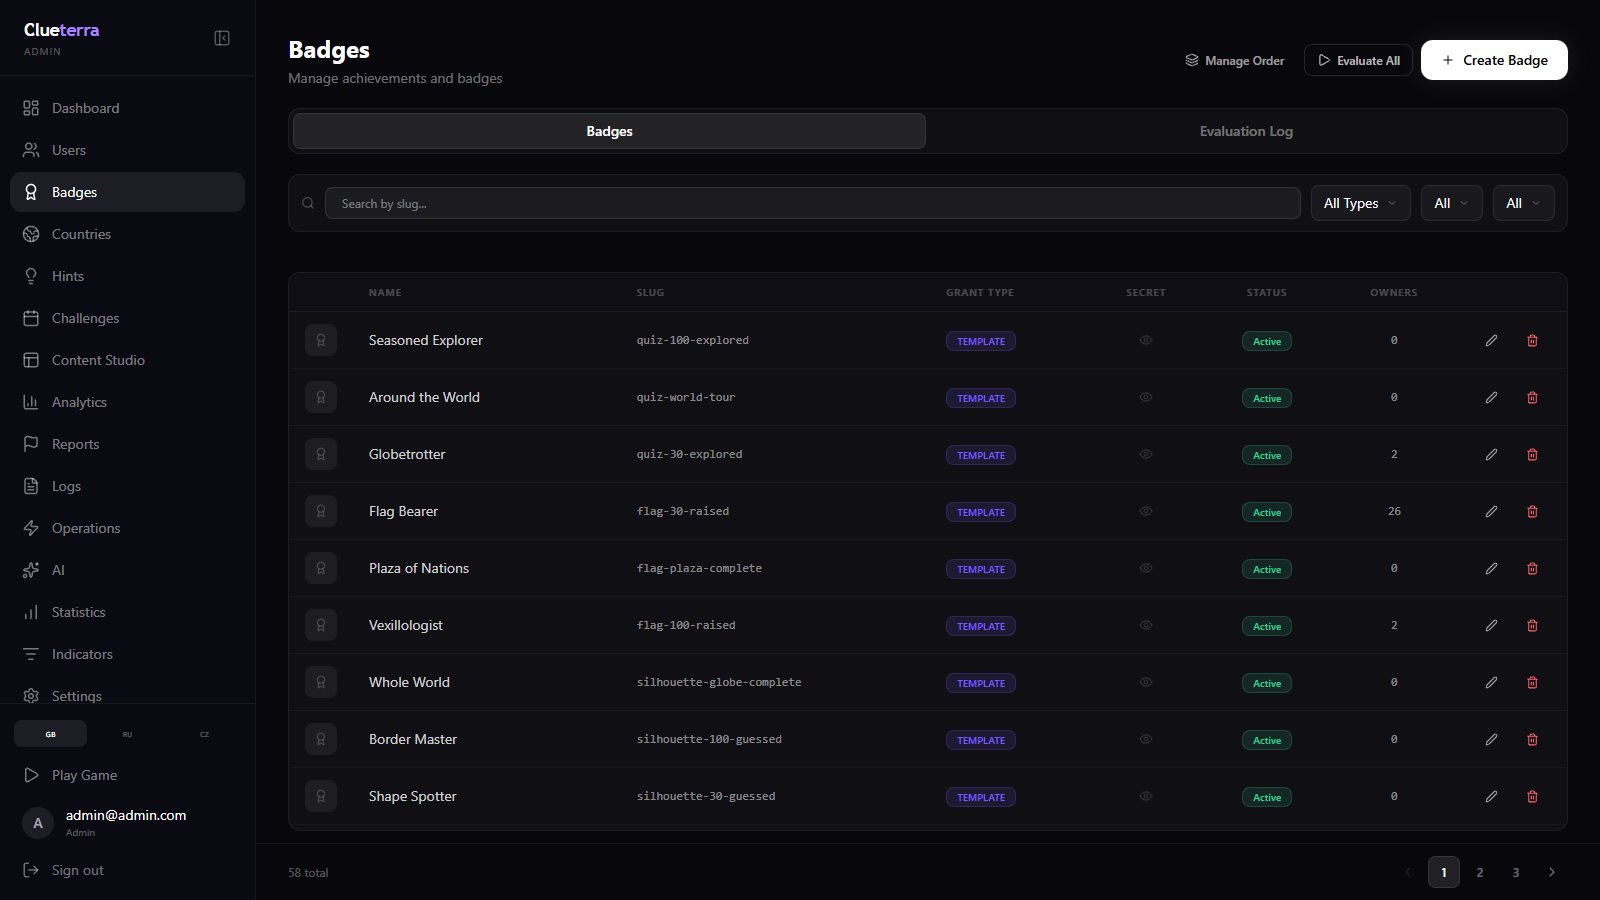 Clueterra
ADMIN
Dashboard
Users
Badges
Countries
Hints
Challenges
Content Studio
Analytics
Reports
Logs
Operations
AI
Statistics
Indicators
Settings
GB RU CZ
Play Game
A
admin@admin.com
Admin
Sign out
Badges
Manage achievements and badges
Manage Order
Evaluate All
+ Create Badge
Badges
Evaluation Log
Search by slug...
All Types
All
All
NAME SLUG GRANT TYPE SECRET STATUS OWNERS
Seasoned Explorer quiz-100-explored TEMPLATE Active 0
Around the World quiz-world-tour TEMPLATE Active 0
Globetrotter quiz-30-explored TEMPLATE Active 2
Flag Bearer flag-30-raised TEMPLATE Active 26
Plaza of Nations flag-plaza-complete TEMPLATE Active 0
Vexillologist flag-100-raised TEMPLATE Active 2
Whole World silhouette-globe-complete TEMPLATE Active 0
Border Master silhouette-100-guessed TEMPLATE Active 0
Shape Spotter silhouette-30-guessed TEMPLATE Active 0
58 total
1 2 3